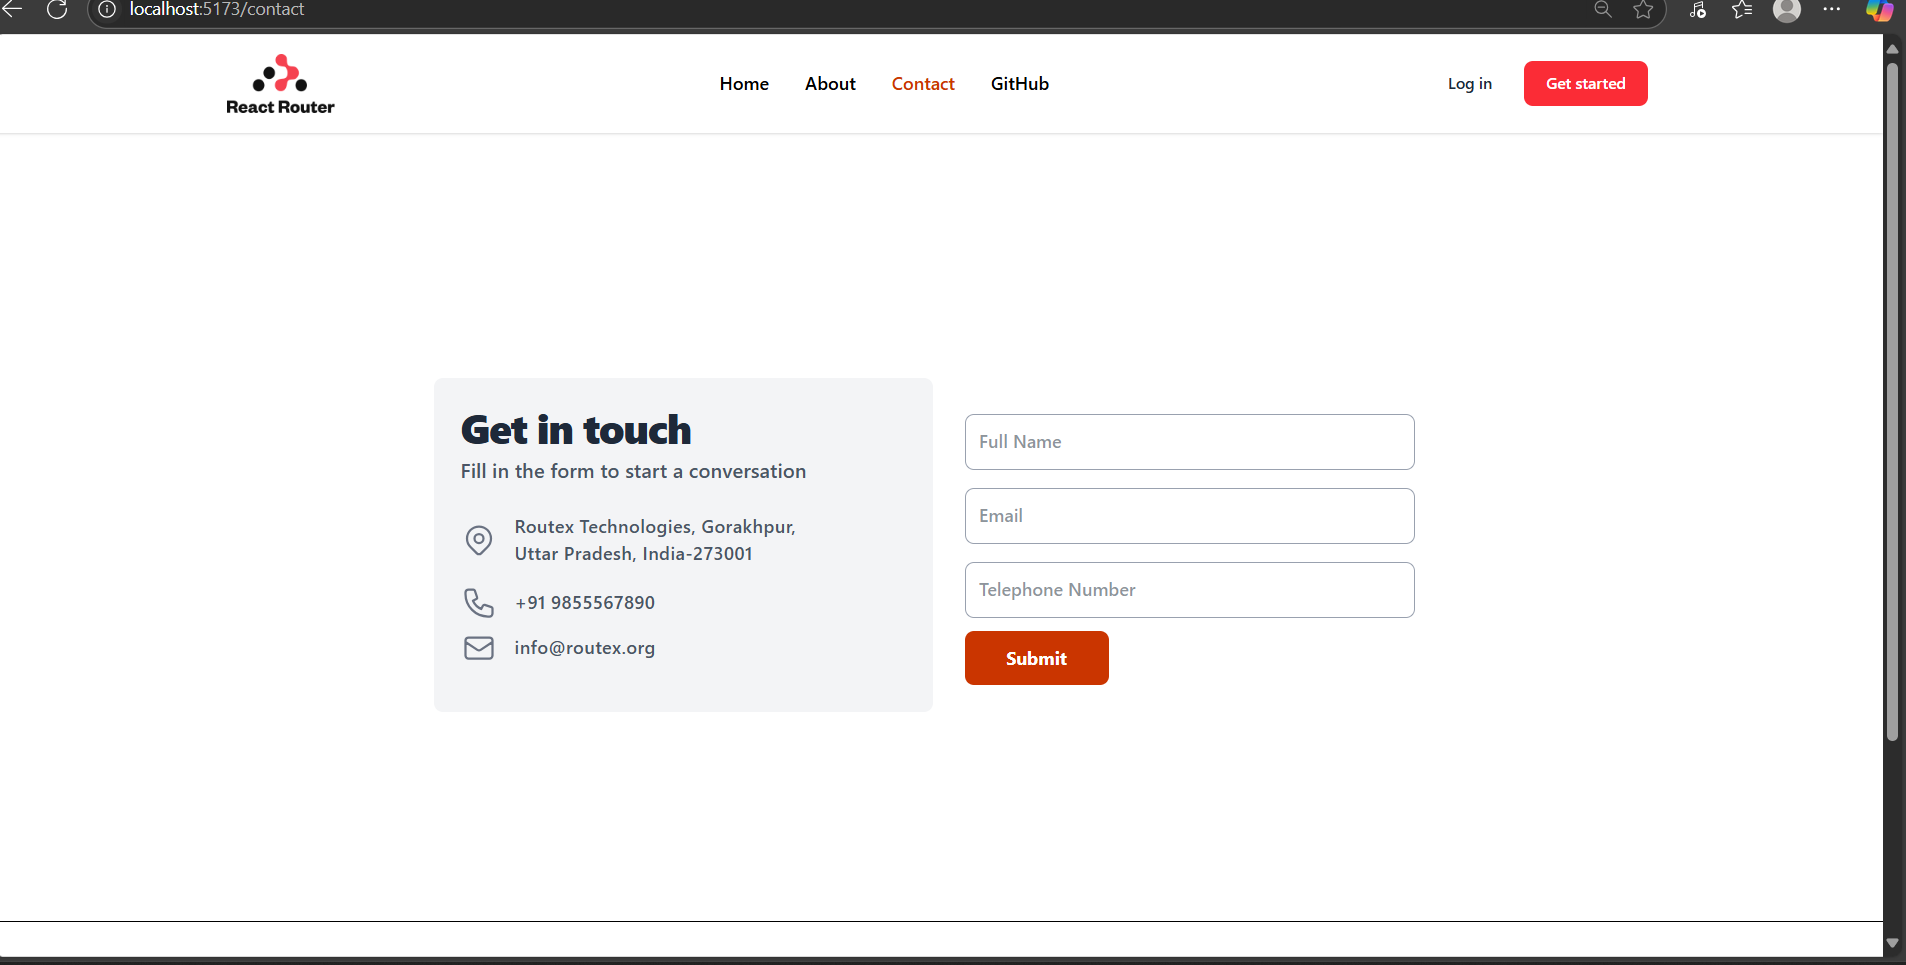 localhost:5173/contact
React Router
Home About Contact GitHub
Log in
Get started
Get in touch
Fill in the form to start a conversation
Routex Technologies, Gorakhpur,
Uttar Pradesh, India-273001
+91 9855567890
info@routex.org
Full Name
Email
Telephone Number
Submit